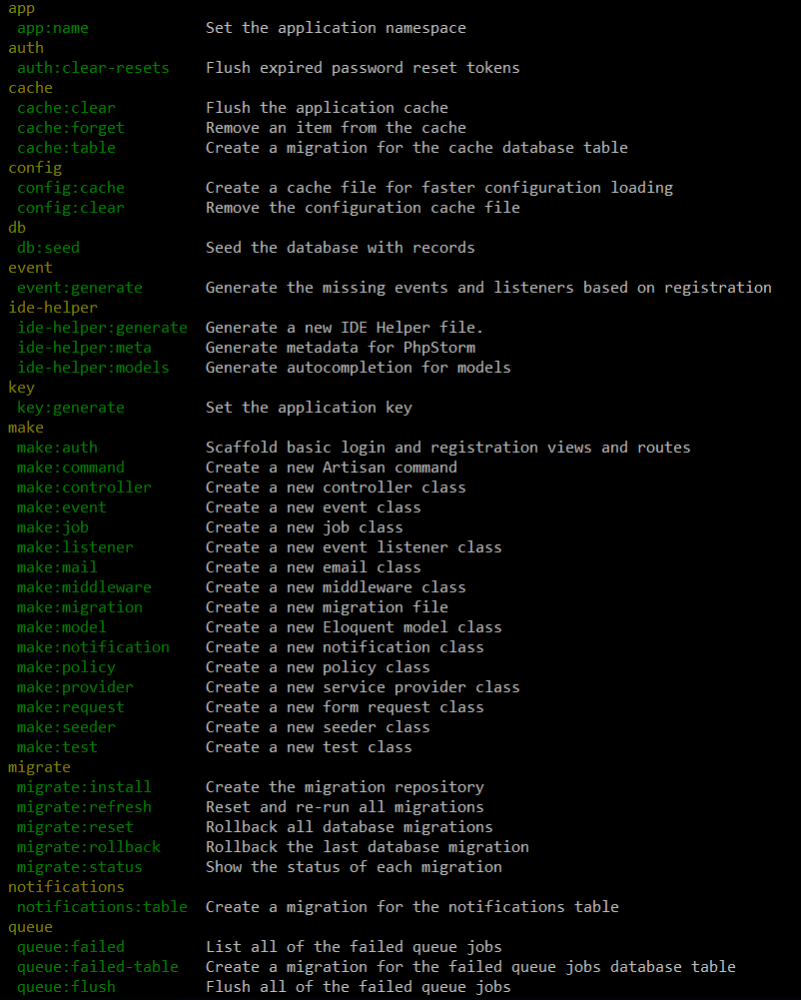 app
 app:name             Set the application namespace
auth
 auth:clear-resets    Flush expired password reset tokens
cache
 cache:clear          Flush the application cache
 cache:forget         Remove an item from the cache
 cache:table          Create a migration for the cache database table
config
 config:cache         Create a cache file for faster configuration loading
 config:clear         Remove the configuration cache file
db
 db:seed              Seed the database with records
event
 event:generate       Generate the missing events and listeners based on registration
ide-helper
 ide-helper:generate  Generate a new IDE Helper file.
 ide-helper:meta      Generate metadata for PhpStorm
 ide-helper:models    Generate autocompletion for models
key
 key:generate         Set the application key
make
 make:auth            Scaffold basic login and registration views and routes
 make:command         Create a new Artisan command
 make:controller      Create a new controller class
 make:event           Create a new event class
 make:job             Create a new job class
 make:listener        Create a new event listener class
 make:mail            Create a new email class
 make:middleware      Create a new middleware class
 make:migration       Create a new migration file
 make:model           Create a new Eloquent model class
 make:notification    Create a new notification class
 make:policy          Create a new policy class
 make:provider        Create a new service provider class
 make:request         Create a new form request class
 make:seeder          Create a new seeder class
 make:test            Create a new test class
migrate
 migrate:install      Create the migration repository
 migrate:refresh      Reset and re-run all migrations
 migrate:reset        Rollback all database migrations
 migrate:rollback     Rollback the last database migration
 migrate:status       Show the status of each migration
notifications
 notifications:table  Create a migration for the notifications table
queue
 queue:failed         List all of the failed queue jobs
 queue:failed-table   Create a migration for the failed queue jobs database table
 queue:flush          Flush all of the failed queue jobs